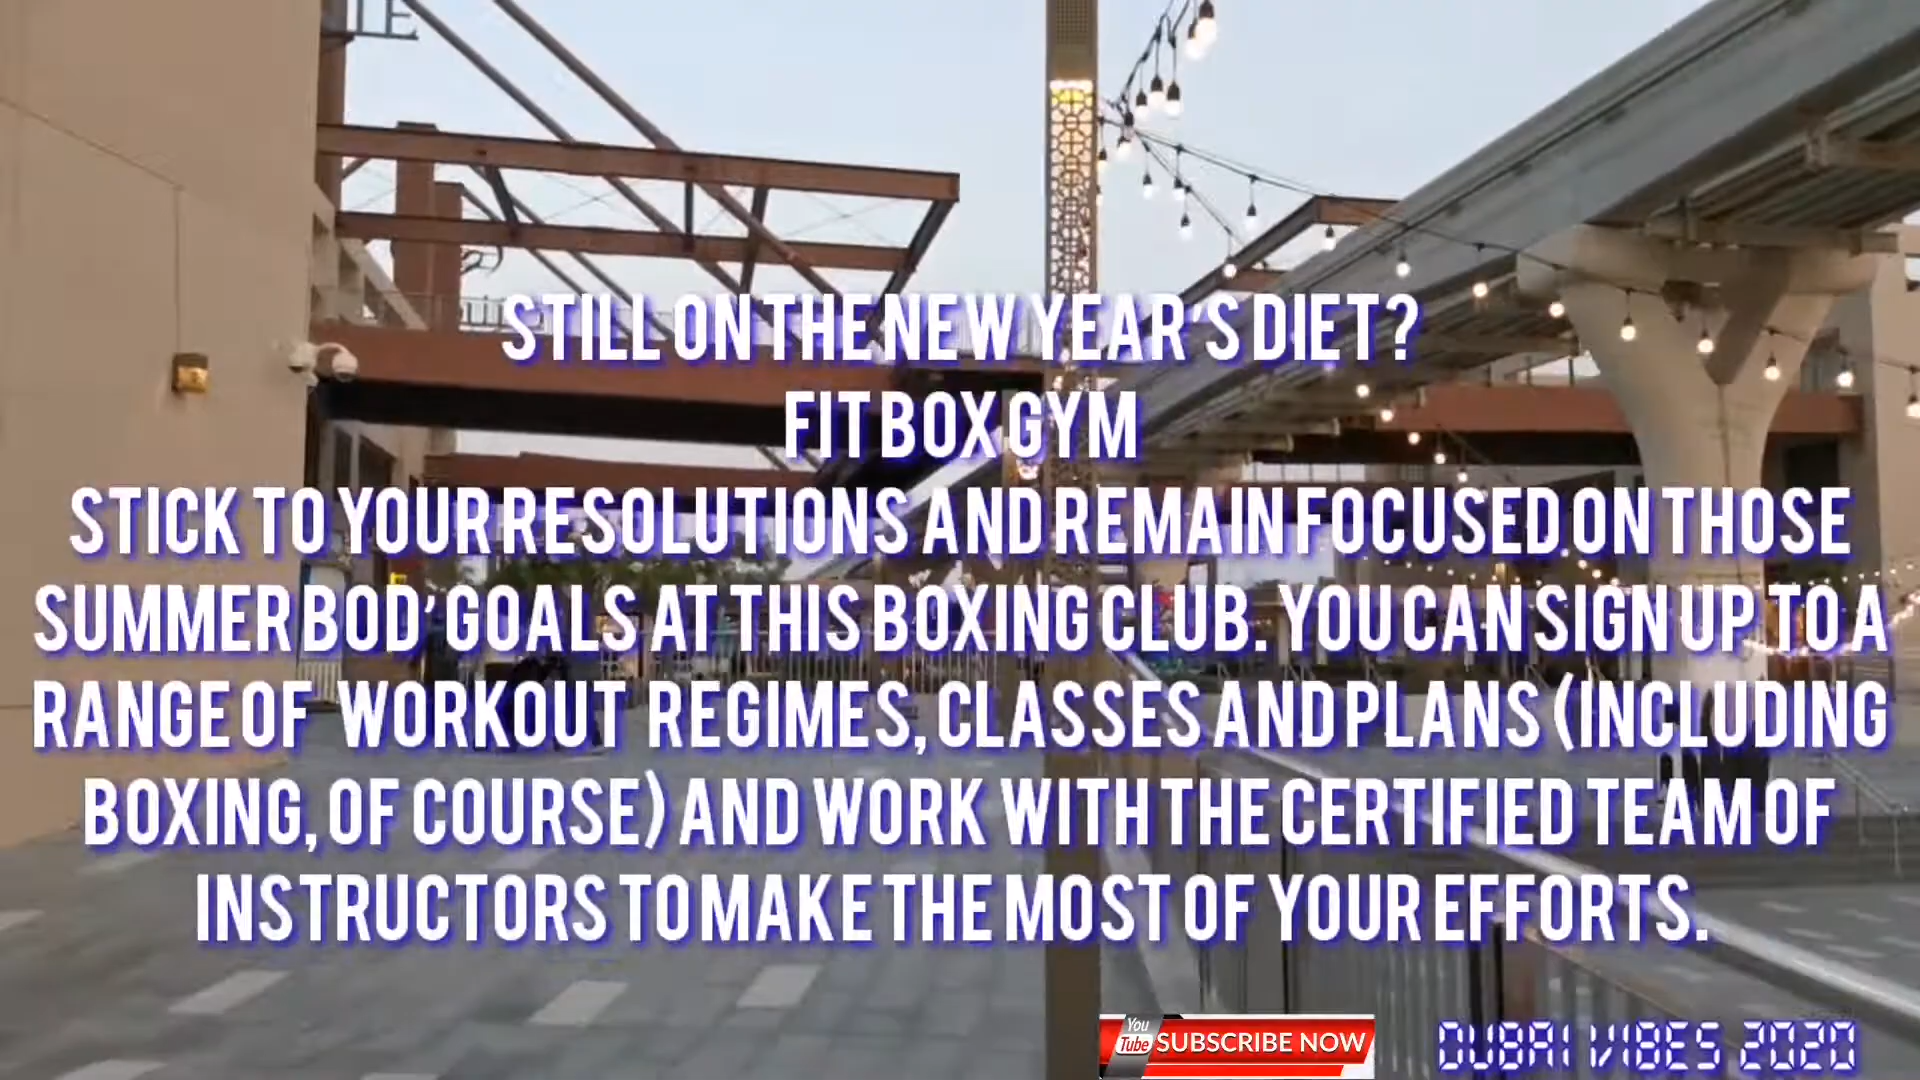 STILL ON THE NEW YEAR'S DIET?
FIT BOX GYM
STICK TO YOUR RESOLUTIONS AND REMAIN FOCUSED ON THOSE
SUMMER BOD' GOALS AT THIS BOXING CLUB. YOU CAN SIGN UP TO A
RANGE OF WORKOUT REGIMES, CLASSES AND PLANS (INCLUDING
BOXING, OF COURSE) AND WORK WITH THE CERTIFIED TEAM OF
INSTRUCTORS TO MAKE THE MOST OF YOUR EFFORTS.
You Tube SUBSCRIBE NOW
DUBAI VIBES 2020